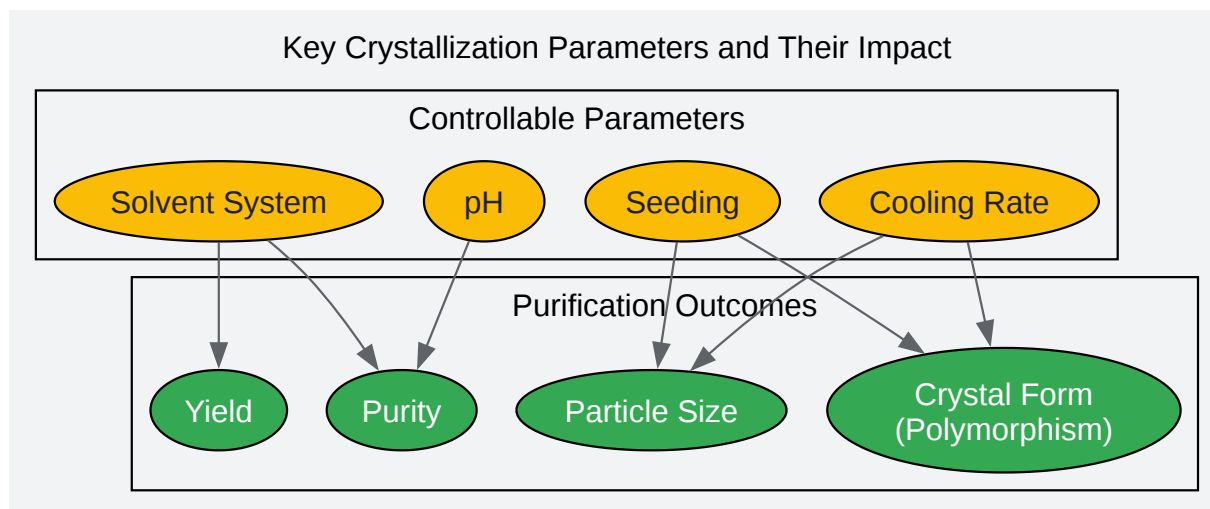 Key Crystallization Parameters and Their Impact
Controllable Parameters
Solvent System
pH
Seeding
Cooling Rate
Purification Outcomes
Yield
Purity
Particle Size
Crystal Form
(Polymorphism)